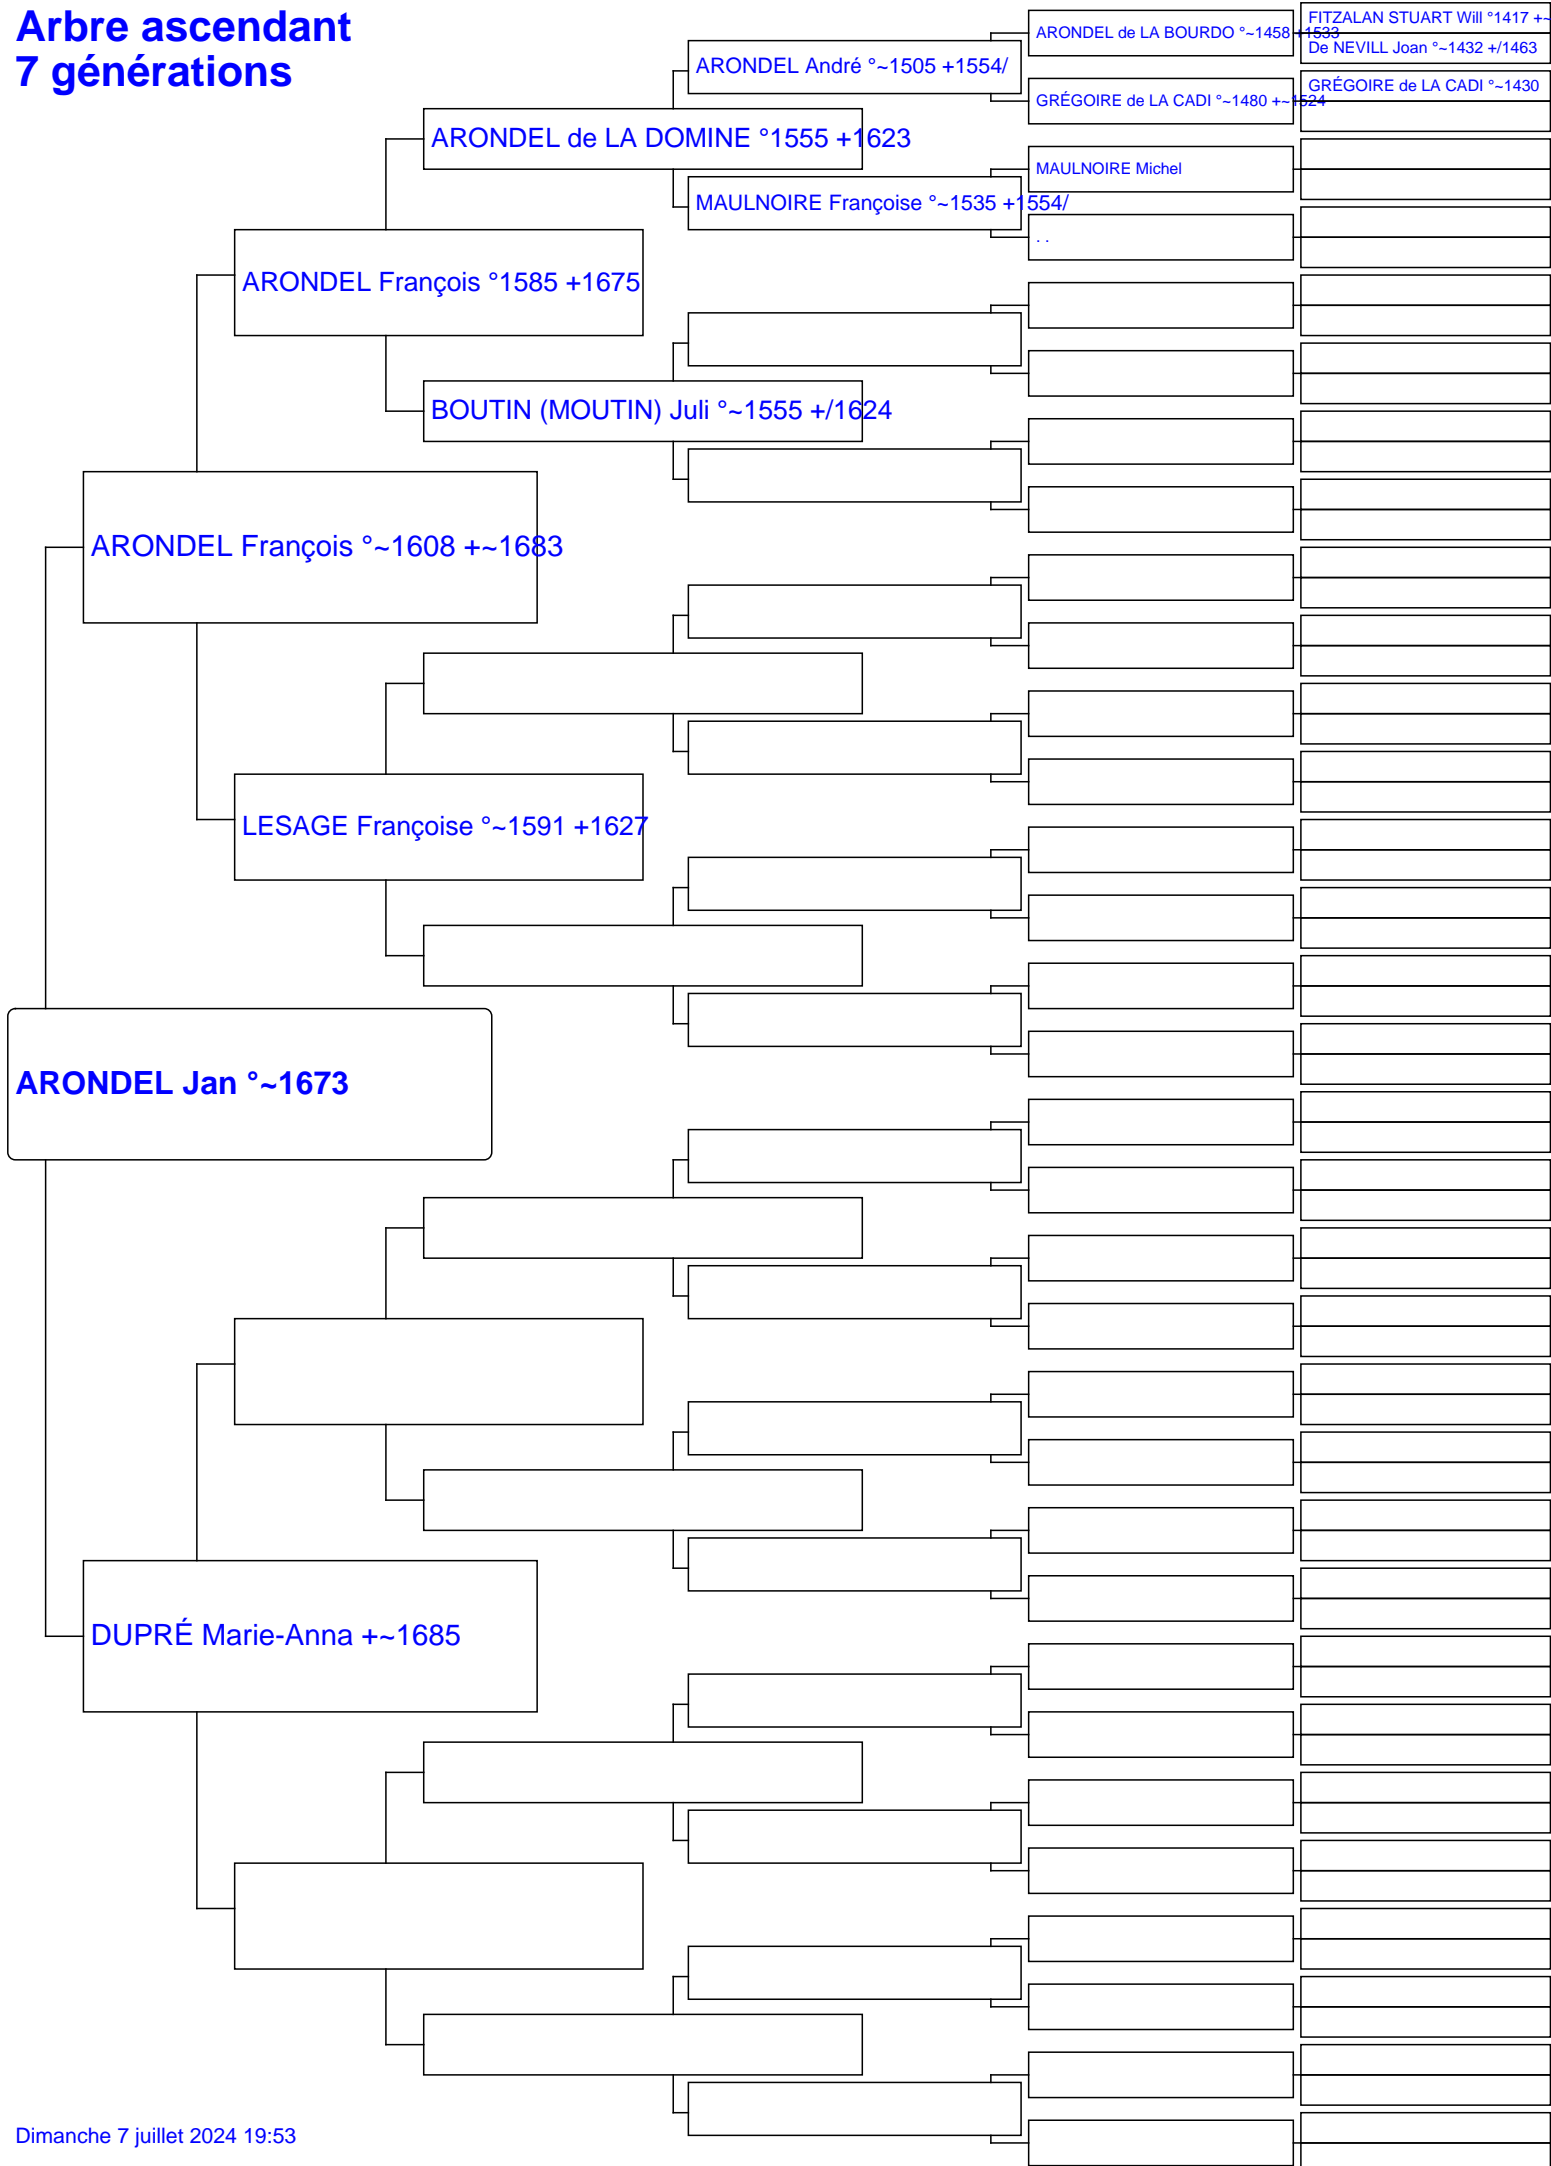 Arbre ascendant
7 générations
FITZALAN STUART Will °1417 +~
ARONDEL de LA BOURDO °~1458 +1533
De NEVILL Joan °~1432 +/1463
ARONDEL André °~1505 +1554/
GRÉGOIRE de LA CADI °~1430
GRÉGOIRE de LA CADI °~1480 +~1524
ARONDEL de LA DOMINE °1555 +1623
MAULNOIRE Michel
MAULNOIRE Françoise °~1535 +1554/
. .
ARONDEL François °1585 +1675
BOUTIN (MOUTIN) Juli °~1555 +/1624
ARONDEL François °~1608 +~1683
LESAGE Françoise °~1591 +1627
ARONDEL Jan °~1673
DUPRÉ Marie-Anna +~1685
Dimanche 7 juillet 2024 19:53